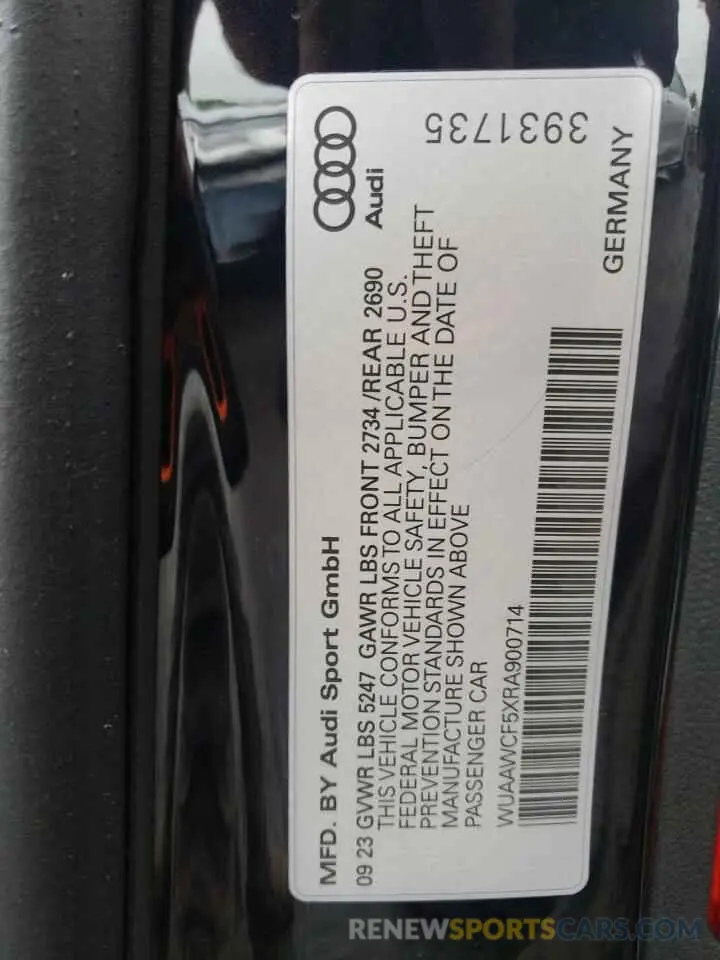 MFD. BY Audi Sport GmbH
Audi
09 23 GVWR LBS 5247 GAWR LBS FRONT 2734 /REAR 2690
THIS VEHICLE CONFORMS TO ALL APPLICABLE U.S.
FEDERAL MOTOR VEHICLE SAFETY, BUMPER AND THEFT
PREVENTION STANDARDS IN EFFECT ON THE DATE OF
MANUFACTURE SHOWN ABOVE
PASSENGER CAR
WUAAWCF5XRA900714
GERMANY
3931735
RENEWSPORTSCARS.COM